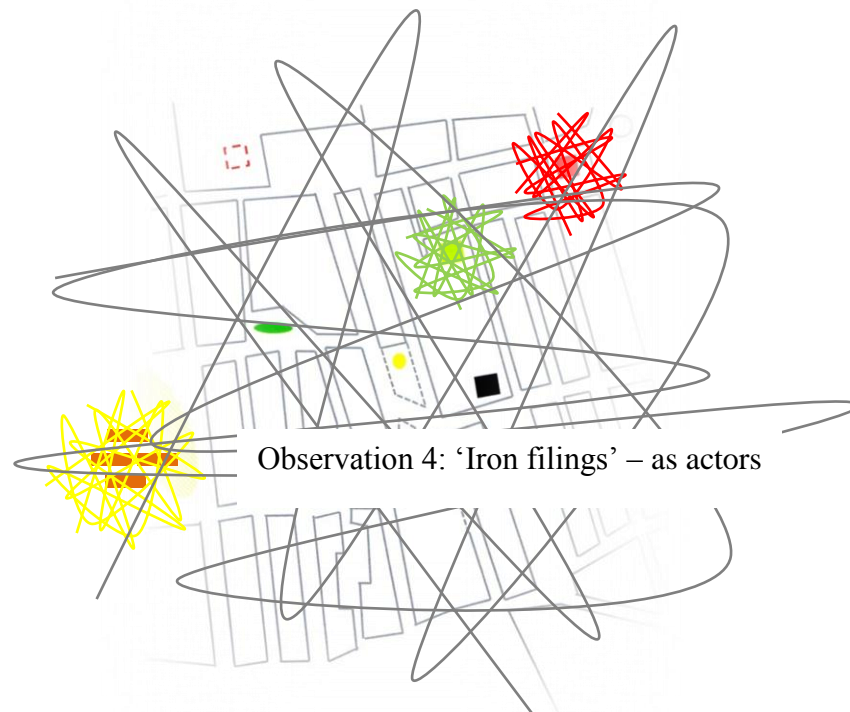 Observation 4: ‘Iron filings’ – as actors